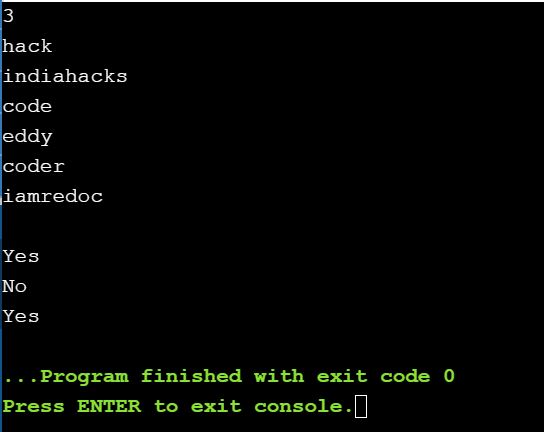 3
hack
indiahacks
code
eddy
coder
iamredoc
Yes
No
Yes
...Program finished with exit code 0
Press ENTER to exit console.